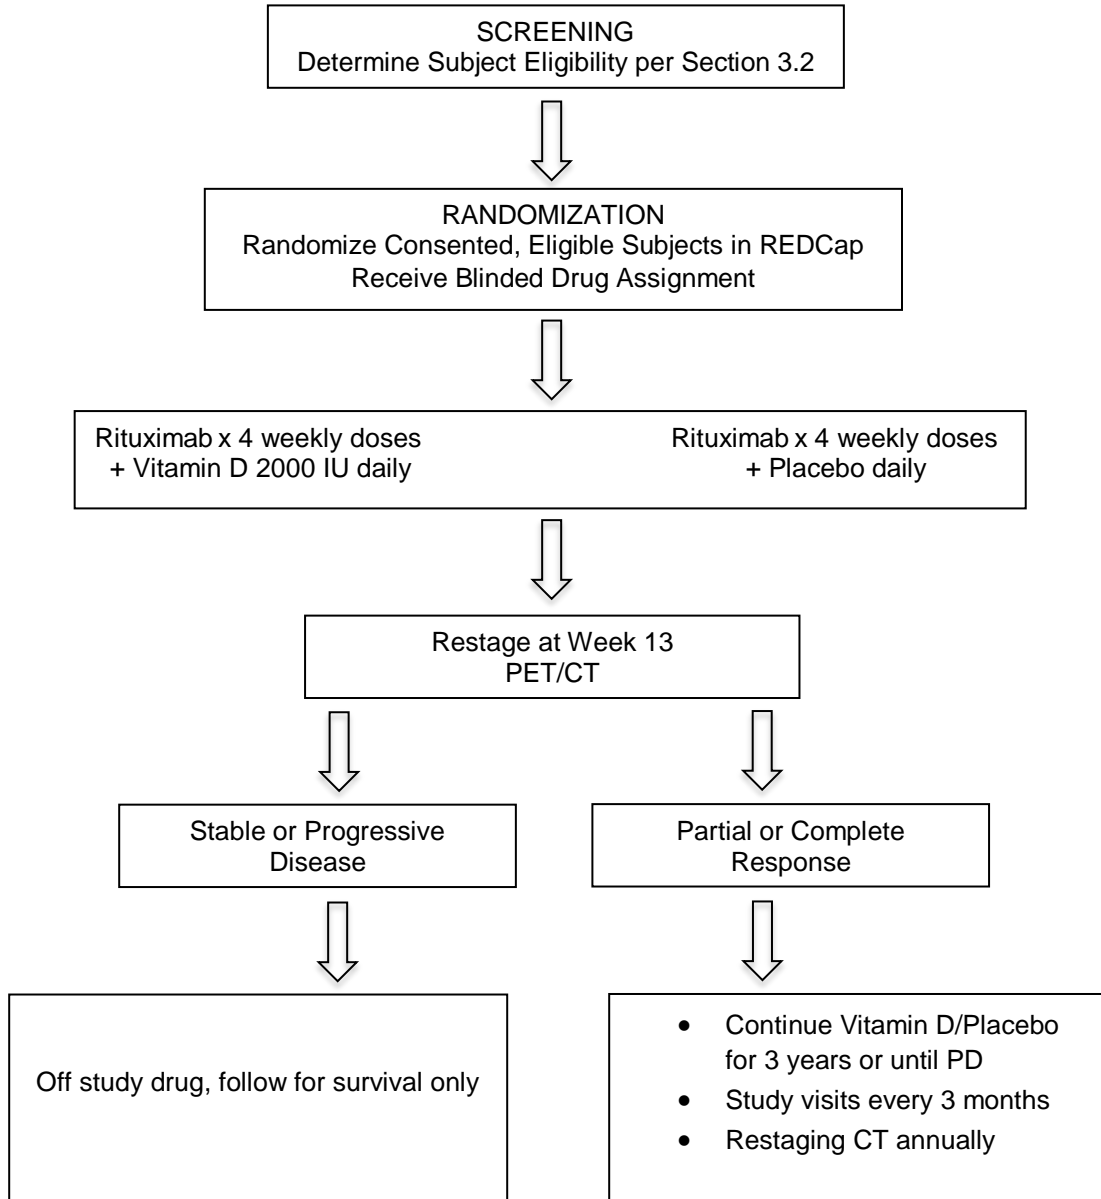 SCREENING
Determine Subject Eligibility per Section 3.2
RANDOMIZATION
Randomize Consented, Eligible Subjects in REDCap
Receive Blinded Drug Assignment
Rituximab x 4 weekly doses
+ Vitamin D 2000 IU daily
Rituximab x 4 weekly doses
+ Placebo daily
Restage at Week 13
PET/CT
Stable or Progressive
Disease
Partial or Complete
Response
Off study drug, follow for survival only
• Continue Vitamin D/Placebo
for 3 years or until PD
• Study visits every 3 months
• Restaging CT annually